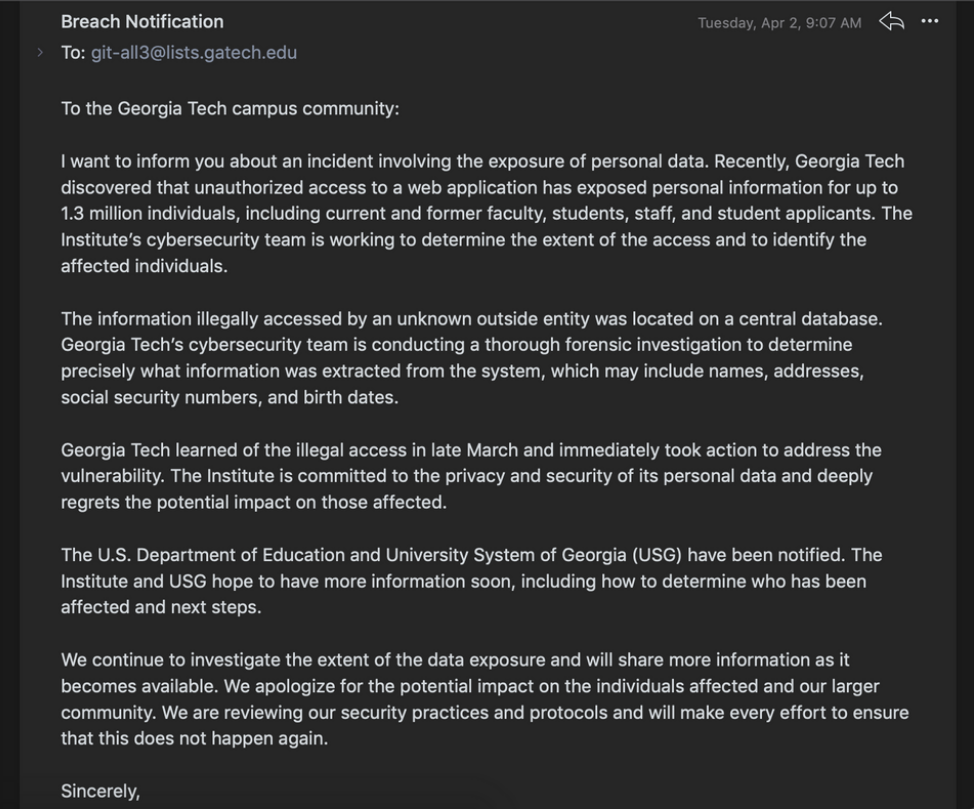 Breach Notification
Tuesday, Apr 2, 9:07 AM
To: git-all3@lists.gatech.edu
To the Georgia Tech campus community:
I want to inform you about an incident involving the exposure of personal data. Recently, Georgia Tech
discovered that unauthorized access to a web application has exposed personal information for up to
1.3 million individuals, including current and former faculty, students, staff, and student applicants. The
Institute’s cybersecurity team is working to determine the extent of the access and to identify the
affected individuals.
The information illegally accessed by an unknown outside entity was located on a central database.
Georgia Tech’s cybersecurity team is conducting a thorough forensic investigation to determine
precisely what information was extracted from the system, which may include names, addresses,
social security numbers, and birth dates.
Georgia Tech learned of the illegal access in late March and immediately took action to address the
vulnerability. The Institute is committed to the privacy and security of its personal data and deeply
regrets the potential impact on those affected.
The U.S. Department of Education and University System of Georgia (USG) have been notified. The
Institute and USG hope to have more information soon, including how to determine who has been
affected and next steps.
We continue to investigate the extent of the data exposure and will share more information as it
becomes available. We apologize for the potential impact on the individuals affected and our larger
community. We are reviewing our security practices and protocols and will make every effort to ensure
that this does not happen again.
Sincerely,